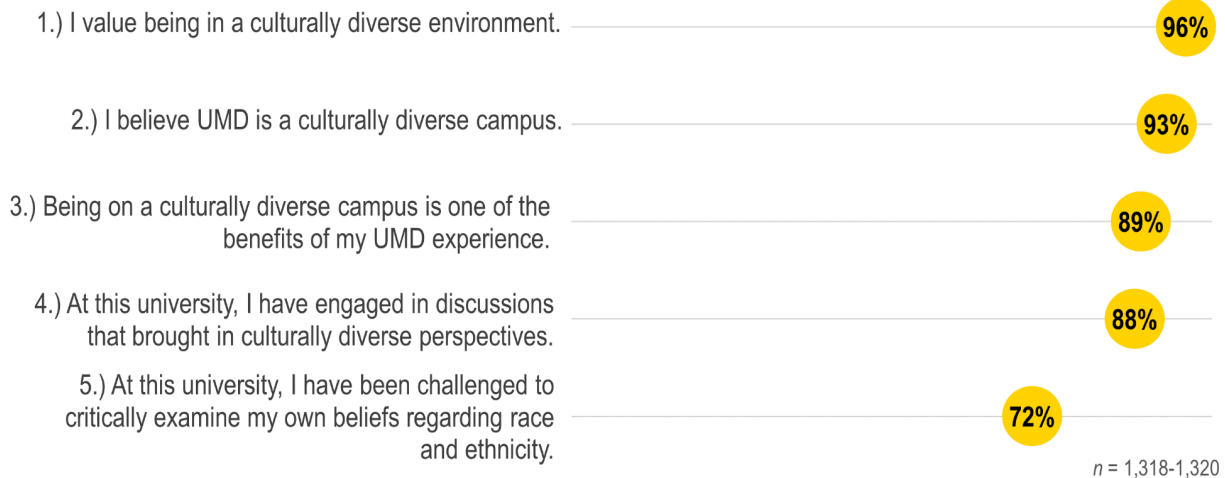 1.) I value being in a culturally diverse environment.
96%
2.) I believe UMD is a culturally diverse campus.
93%
3.) Being on a culturally diverse campus is one of the
benefits of my UMD experience.
89%
4.) At this university, I have engaged in discussions
that brought in culturally diverse perspectives.
88%
5.) At this university, I have been challenged to
critically examine my own beliefs regarding race
and ethnicity.
72%
n = 1,318-1,320